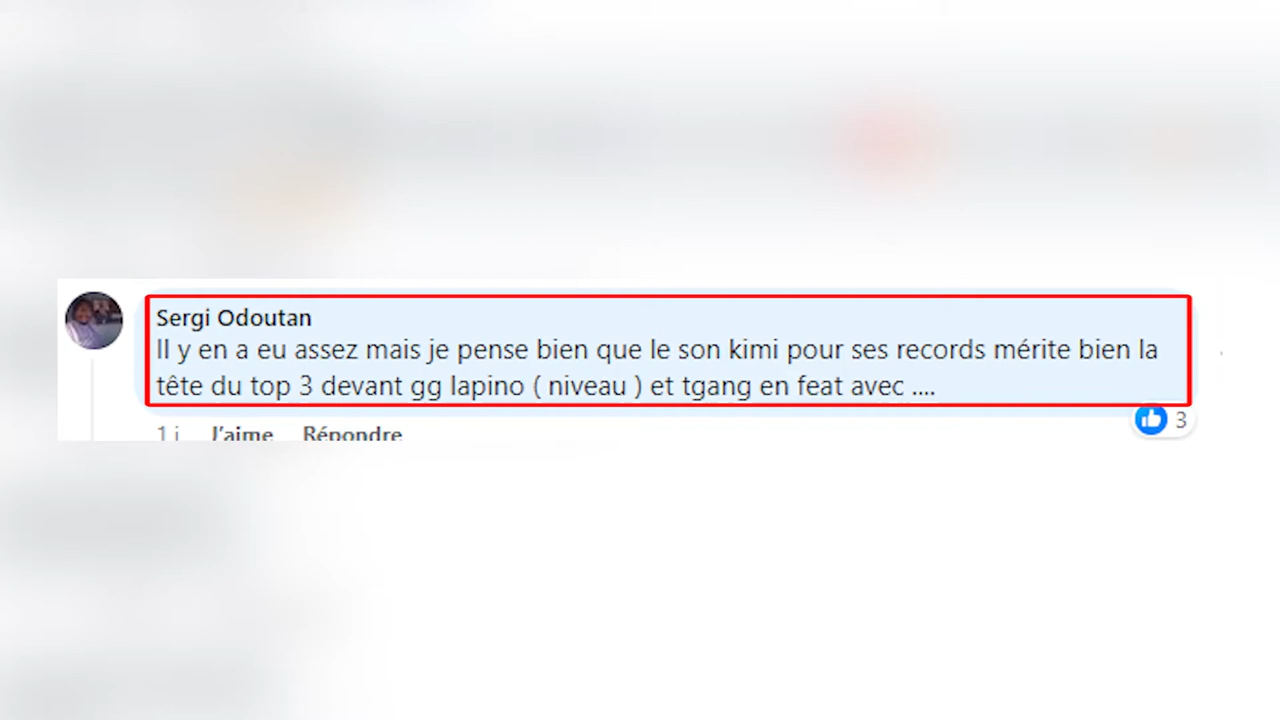 Sergi Odoutan
Il y en a eu assez mais je pense bien que le son kimi pour ses records mérite bien la
tête du top 3 devant gg lapino ( niveau ) et tgang en feat avec ....
1 j J'aime Répondre
3